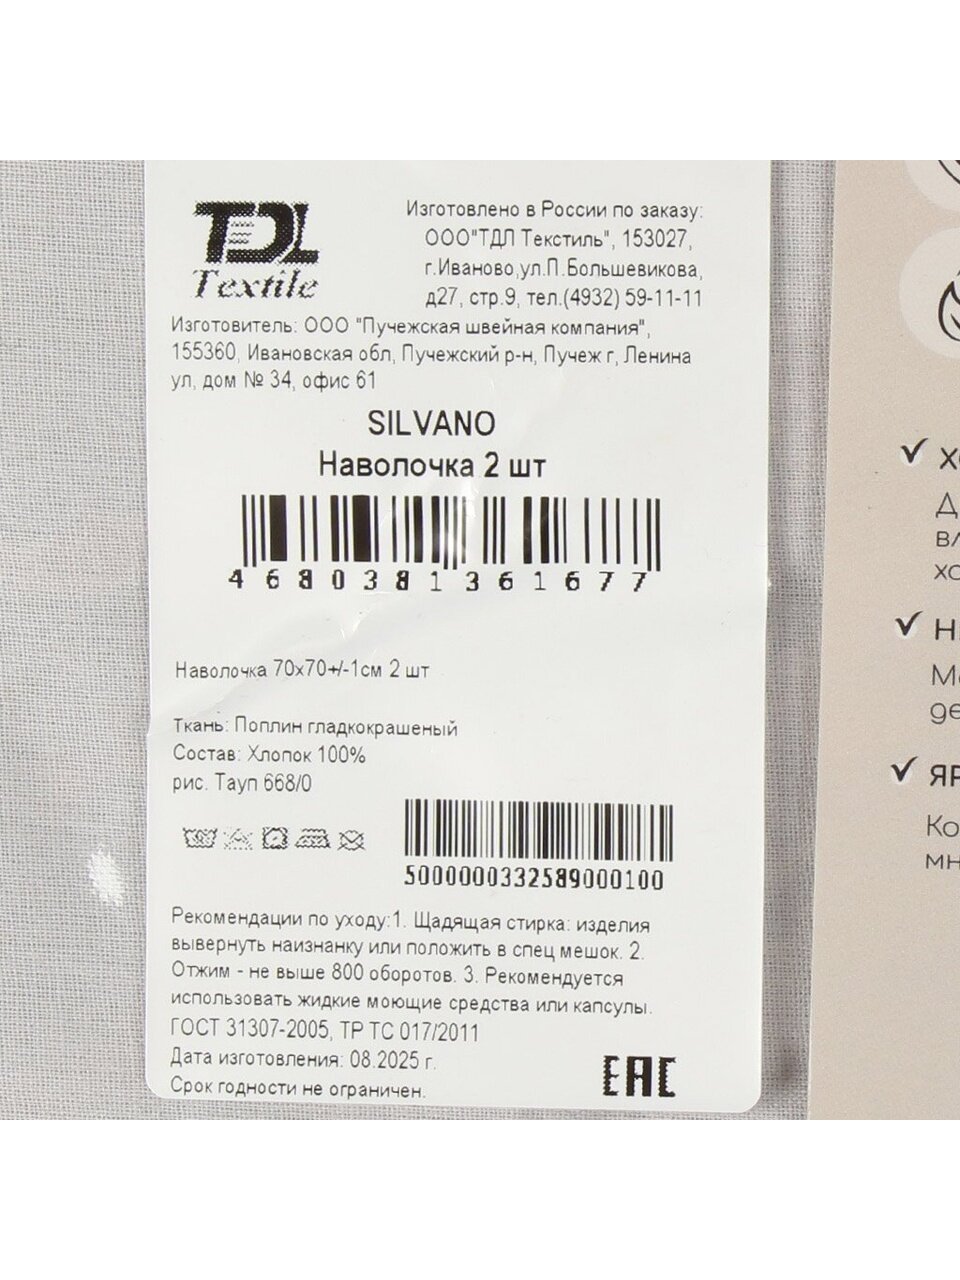 TDL
Textile
Изготовлено в России по заказу:
ООО"ТДЛ Текстиль", 153027,
г.Иваново,ул.П.Большевикова,
д27, стр.9, тел.(4932) 59-11-11
Изготовитель: ООО "Пучежская швейная компания",
155360, Ивановская обл, Пучежский р-н, Пучеж г, Ленина
ул, дом № 34, офис 61
SILVANO
Наволочка 2 шт
4680381361677
Наволочка 70х70+/-1см 2 шт
Ткань: Поплин гладкокрашеный
Состав: Хлопок 100%
рис. Тауп 668/0
5000000332589000100
Рекомендации по уходу:1. Щадящая стирка: изделия
вывернуть наизнанку или положить в спец мешок. 2.
Отжим - не выше 800 оборотов. 3. Рекомендуется
использовать жидкие моющие средства или капсулы.
ГОСТ 31307-2005, ТР ТС 017/2011
Дата изготовления: 08.2025 г.
Срок годности не ограничен.
ЕАС